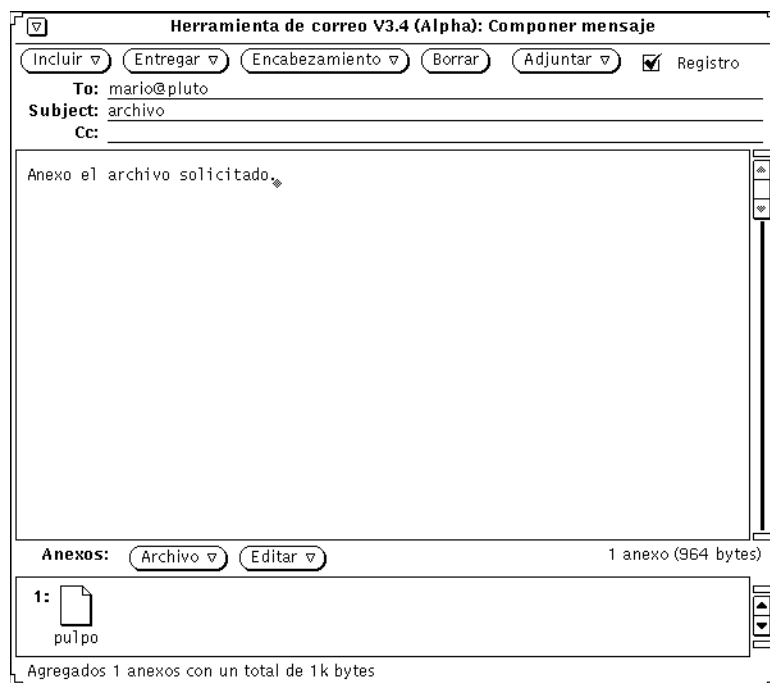 Herramienta de correo V3.4 (Alpha): Componer mensaje
Incluir Entregar Encabezamiento Borrar Adjuntar Registro
To: mario@pluto
Subject: archivo
Cc:
Anexo el archivo solicitado.
Anexos: Archivo Editar 1 anexo (964 bytes)
1:
pulpo
Agregados 1 anexos con un total de 1k bytes